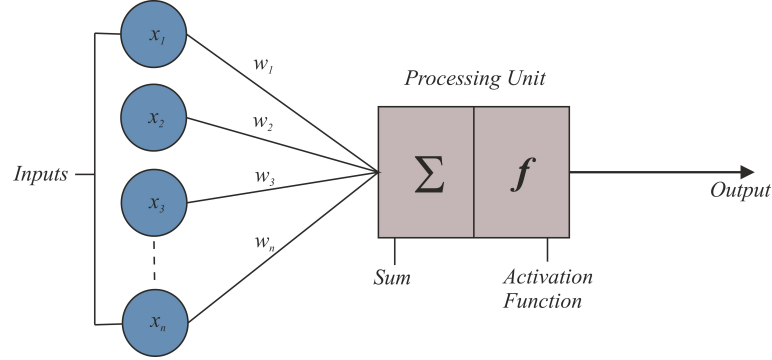 x₁
w₁
Processing Unit
x₂
w₂
Inputs
Σ
f
w₃
Output
x₃
wₙ
Sum
Activation
Function
xₙ